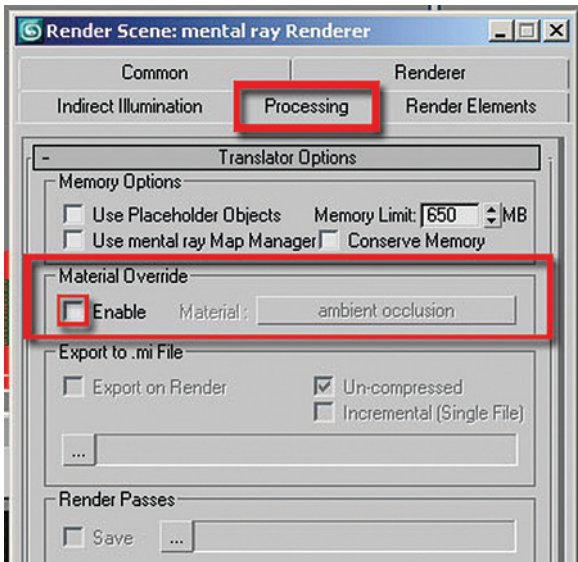 Render Scene: mental ray Renderer
Common Renderer
Indirect Illumination Processing Render Elements
- Translator Options
Memory Options
Use Placeholder Objects Memory Limit: 650 MB
Use mental ray Map Manager Conserve Memory
Material Override
Enable Material : ambient occlusion
Export to .mi File
Export on Render Un-compressed
Incremental (Single File)
...
Render Passes
Save ...